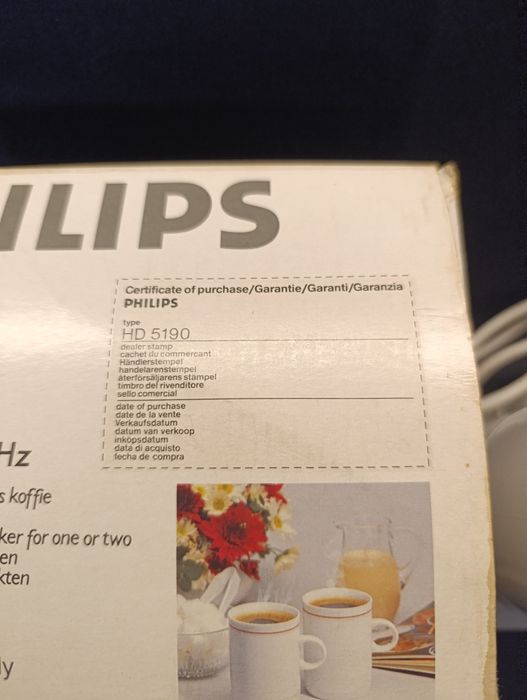 ILIPS
Certificate of purchase/Garantie/Garanti/Garanzia
PHILIPS
type
HD 5190
dealer stamp
cachet du commerçant
Händlerstempel
handelarenstempel
återförsäljarens stämpel
timbro del rivenditore
sello comercial
date of purchase
date de la vente
Verkaufsdatum
datum van verkoop
inköpsdatum
data di acquisto
fecha de compra
Hz
s koffie
ker for one or two
en
kten
ly